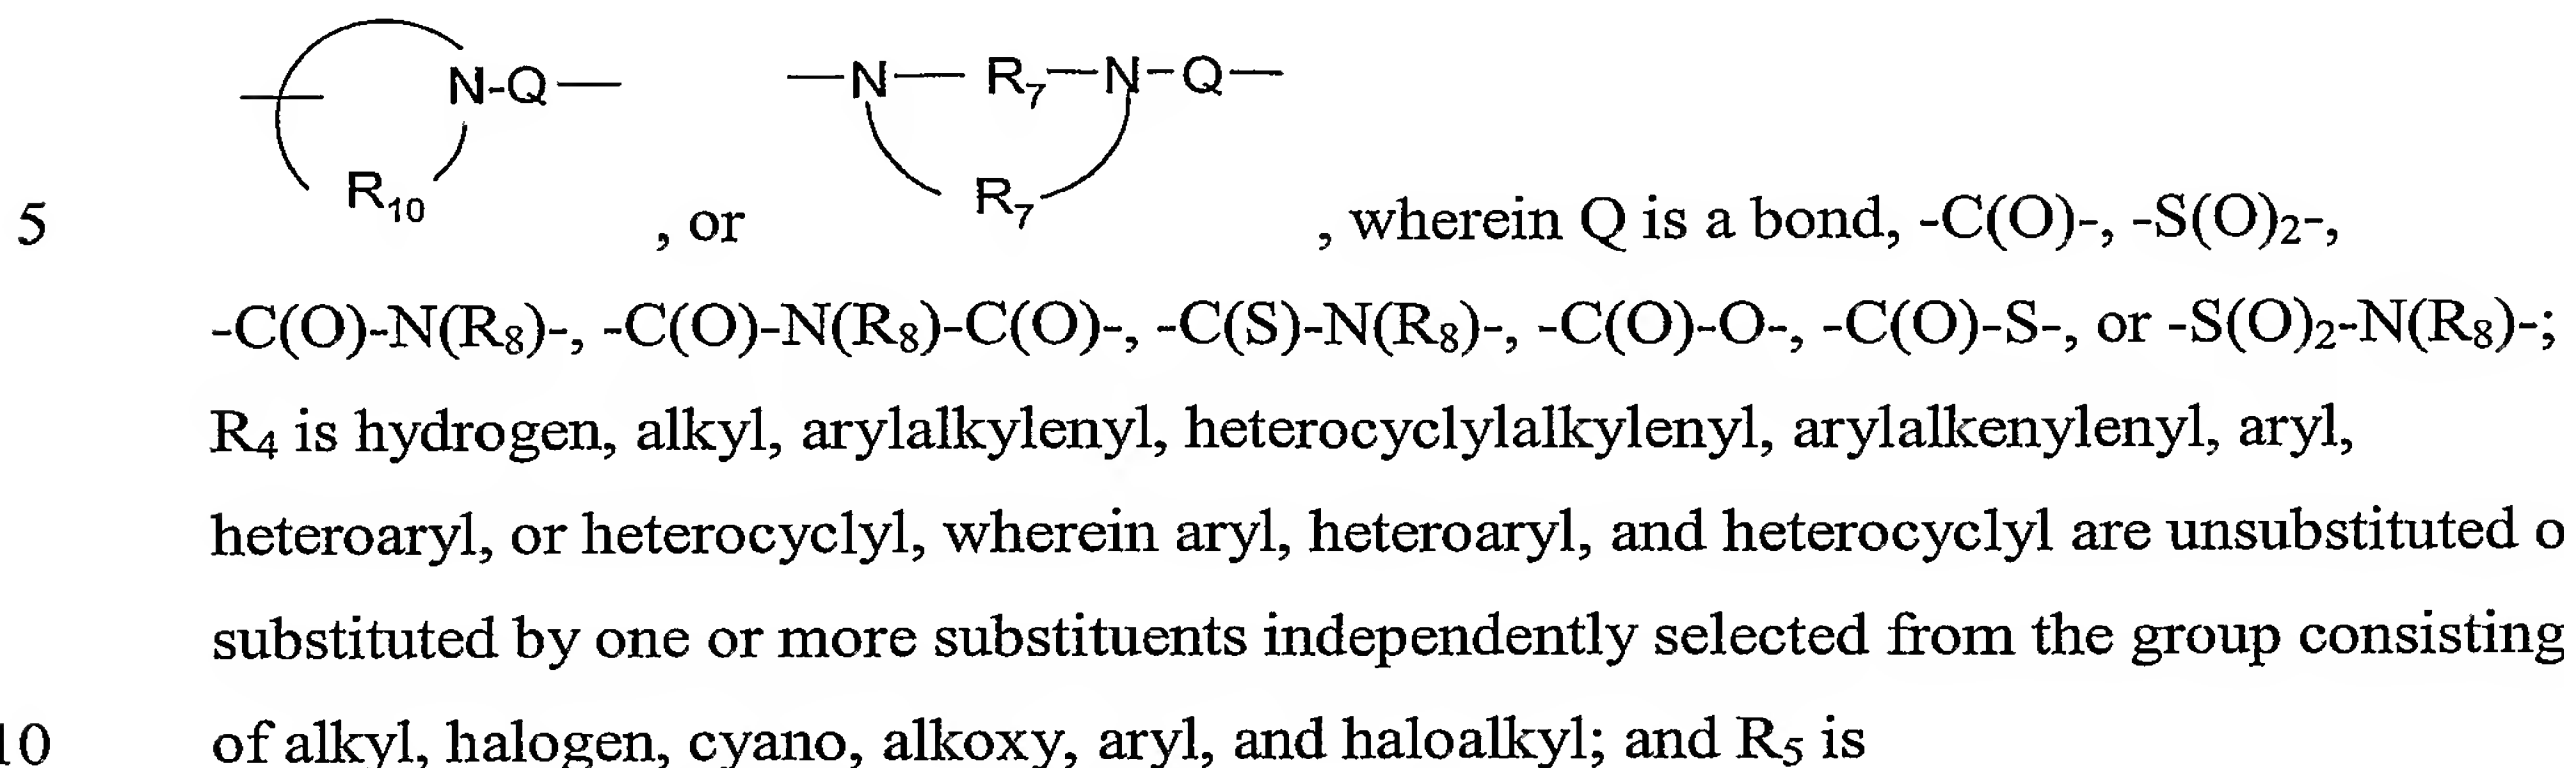 N-Q— —N— R₇—N-Q—
R₁₀ R₇
5 , or , wherein Q is a bond, -C(O)-, -S(O)₂-,
-C(O)-N(R₈)-, -C(O)-N(R₈)-C(O)-, -C(S)-N(R₈)-, -C(O)-O-, -C(O)-S-, or -S(O)₂-N(R₈)-;
R₄ is hydrogen, alkyl, arylalkylenyl, heterocyclylalkylenyl, arylalkenylenyl, aryl,
heteroaryl, or heterocyclyl, wherein aryl, heteroaryl, and heterocyclyl are unsubstituted o
substituted by one or more substituents independently selected from the group consisting
10 of alkyl, halogen, cyano, alkoxy, aryl, and haloalkyl; and R₅ is